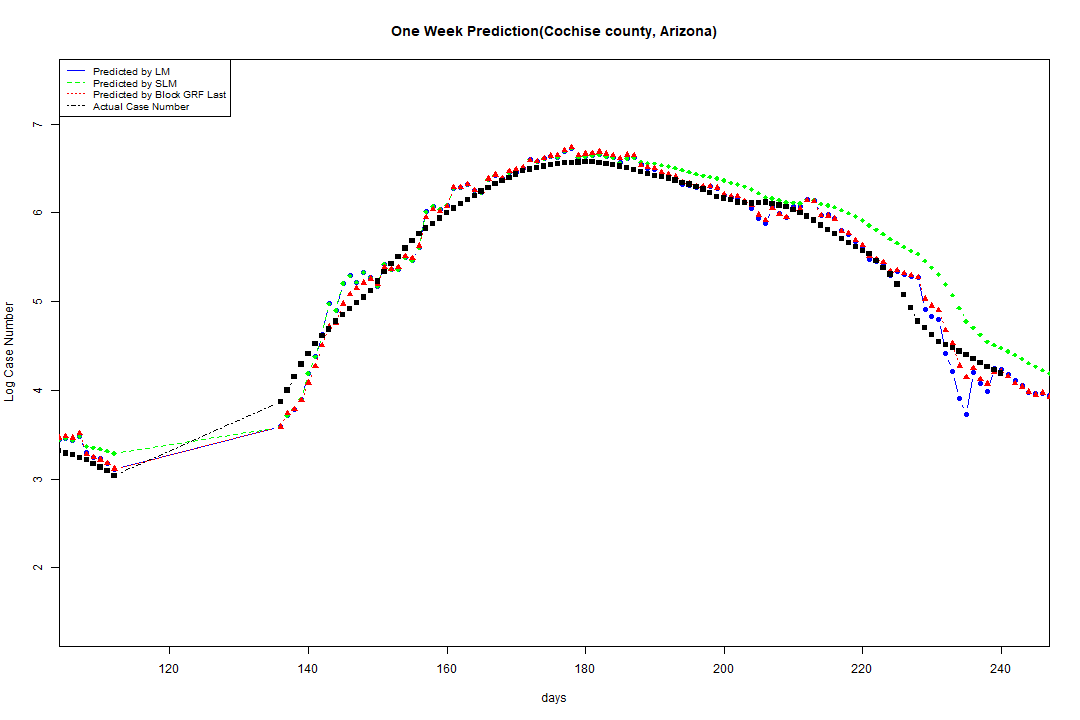 One Week Prediction(Cochise county, Arizona)
Predicted by LM
Predicted by SLM
Predicted by Block GRF Last
Actual Case Number
Log Case Number
7
6
5
4
3
2
120 140 160 180 200 220 240
days